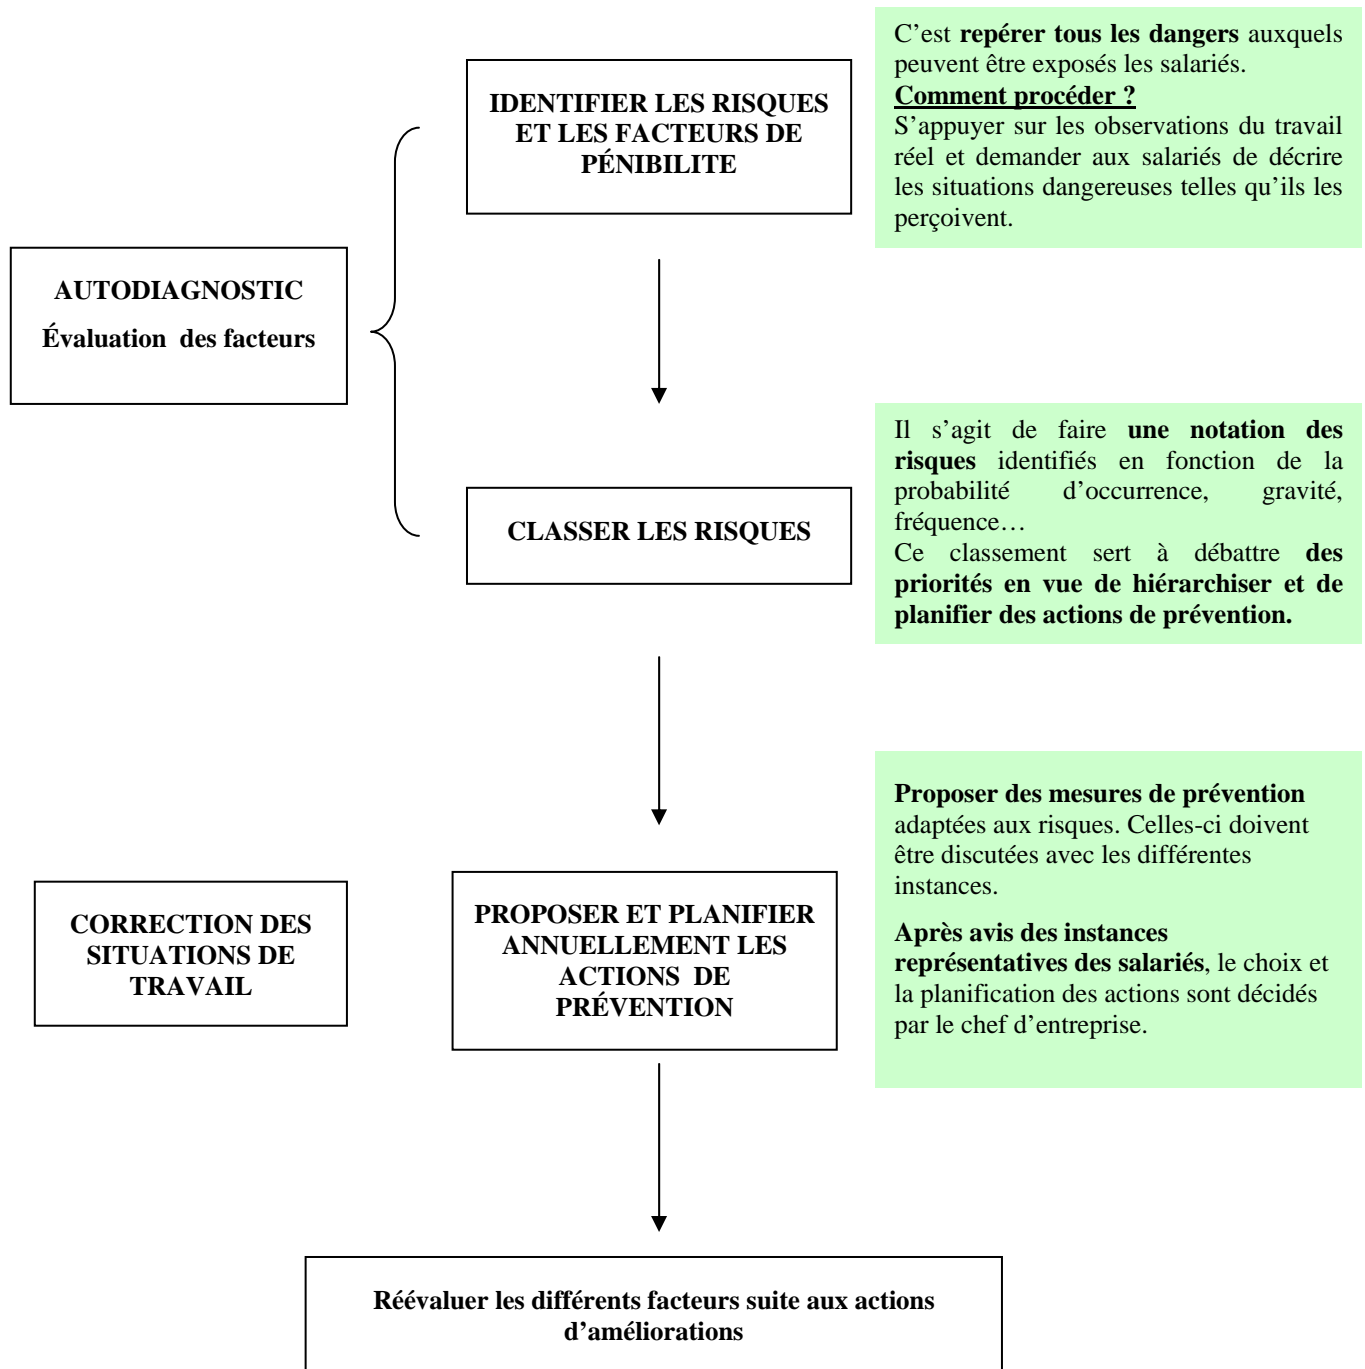 C’est repérer tous les dangers auxquels
peuvent être exposés les salariés.
Comment procéder ?
S’appuyer sur les observations du travail
réel et demander aux salariés de décrire
les situations dangereuses telles qu’ils les
perçoivent.
IDENTIFIER LES RISQUES
ET LES FACTEURS DE
PÉNIBILITE
AUTODIAGNOSTIC
Évaluation des facteurs
Il s’agit de faire une notation des
risques identifiés en fonction de la
probabilité d’occurrence, gravité,
fréquence…
Ce classement sert à débattre des
priorités en vue de hiérarchiser et de
planifier des actions de prévention.
CLASSER LES RISQUES
Proposer des mesures de prévention
adaptées aux risques. Celles-ci doivent
être discutées avec les différentes
instances.
Après avis des instances
représentatives des salariés, le choix et
la planification des actions sont décidés
par le chef d’entreprise.
CORRECTION DES
SITUATIONS DE
TRAVAIL
PROPOSER ET PLANIFIER
ANNUELLEMENT LES
ACTIONS DE
PRÉVENTION
Réévaluer les différents facteurs suite aux actions
d’améliorations